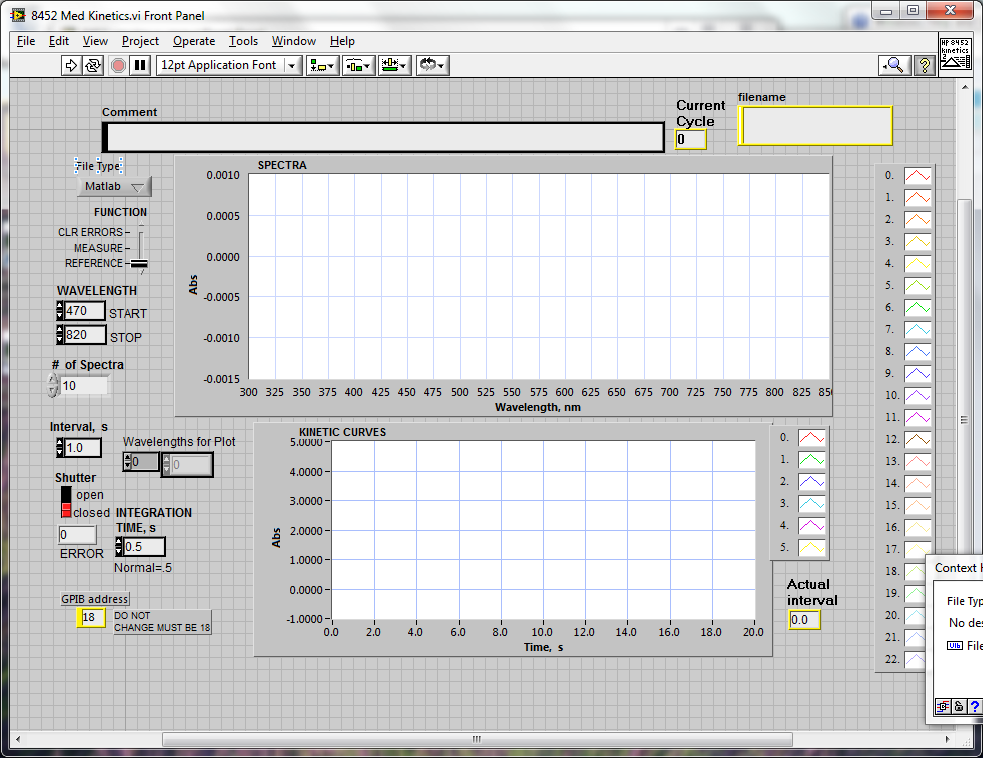 8452 Med Kinetics.vi Front Panel
File Edit View Project Operate Tools Window Help
12pt Application Font
HP 8452
kinetics
2
?
Comment
Current
Cycle
0
filename
File Type
Matlab
FUNCTION
CLR ERRORS
MEASURE
REFERENCE
WAVELENGTH
470 START
820 STOP
# of Spectra
10
Interval, s
1.0
Wavelengths for Plot
0 0
Shutter
open
closed
0
ERROR
INTEGRATION
TIME, s
0.5
Normal=.5
GPIB address
18
DO NOT
CHANGE MUST BE 18
SPECTRA
0.0010
0.0005
0.0000
-0.0005
-0.0010
-0.0015
Abs
300 325 350 375 400 425 450 475 500 525 550 575 600 625 650 675 700 725 750 775 800 825 85
Wavelength, nm
KINETIC CURVES
5.0000
4.0000
3.0000
2.0000
1.0000
0.0000
-1.0000
Abs
0.0 2.0 4.0 6.0 8.0 10.0 12.0 14.0 16.0 18.0 20.0
Time, s
0.
1.
2.
3.
4.
5.
Actual
interval
0.0
0.
1.
2.
3.
4.
5.
6.
7.
8.
9.
10.
11.
12.
13.
14.
15.
16.
17.
18.
19.
20.
21.
22.
Context H
File Typ
No des
File
?